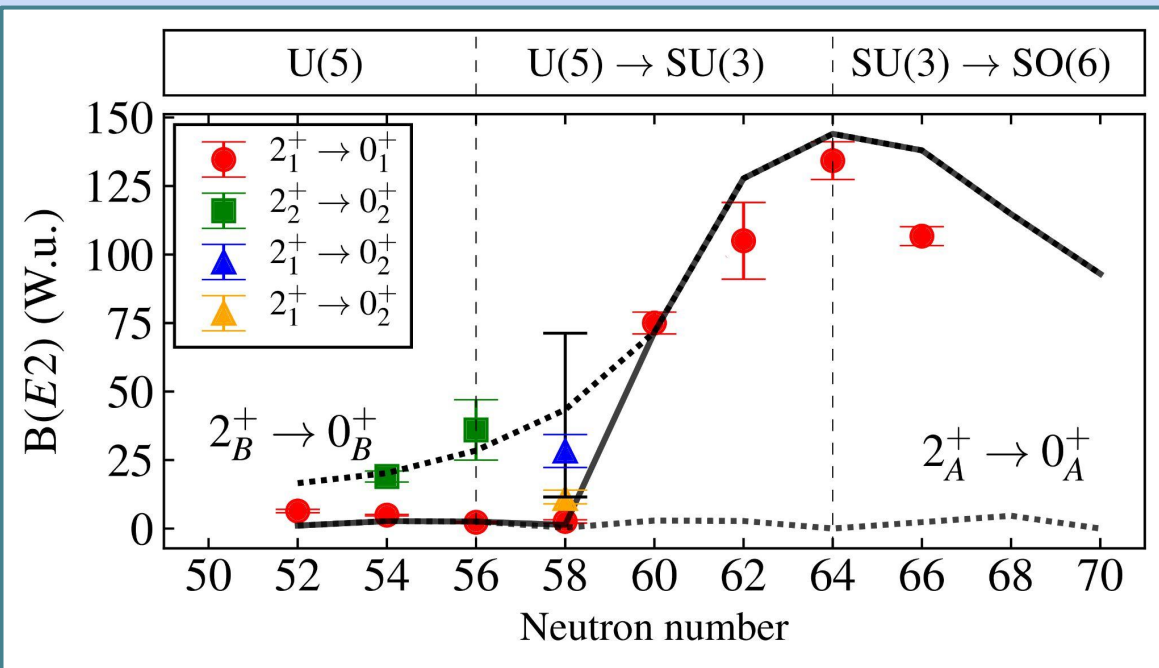 U(5)
U(5) → SU(3)
SU(3) → SO(6)
B(E2) (W.u.)
150
125
100
75
50
25
0
2₁⁺ → 0₁⁺
2₂⁺ → 0₂⁺
2₁⁺ → 0₂⁺
2₁⁺ → 0₂⁺
2_B⁺ → 0_B⁺
2_A⁺ → 0_A⁺
50 52 54 56 58 60 62 64 66 68 70
Neutron number